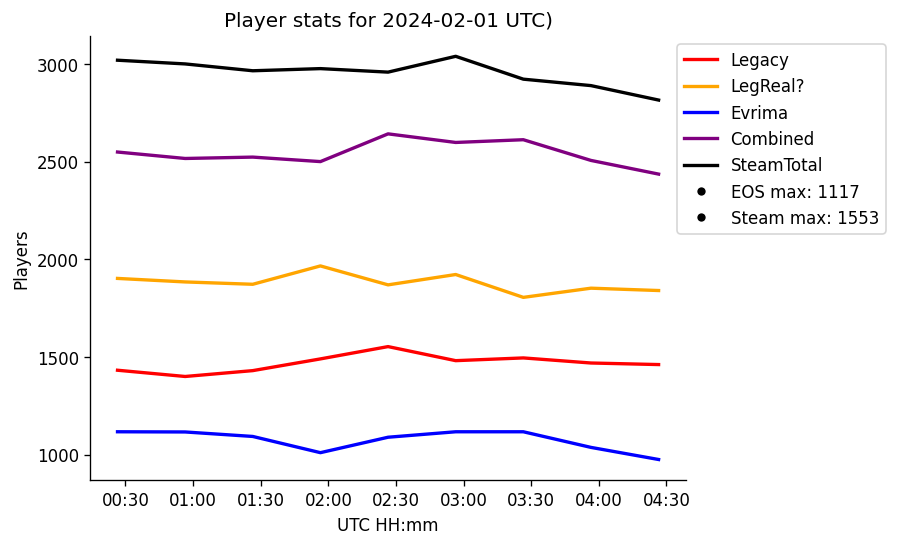 Player stats for 2024-02-01 UTC)
3000
2500
2000
1500
1000
Players
00:30 01:00 01:30 02:00 02:30 03:00 03:30 04:00 04:30
UTC HH:mm
Legacy
LegReal?
Evrima
Combined
SteamTotal
EOS max: 1117
Steam max: 1553